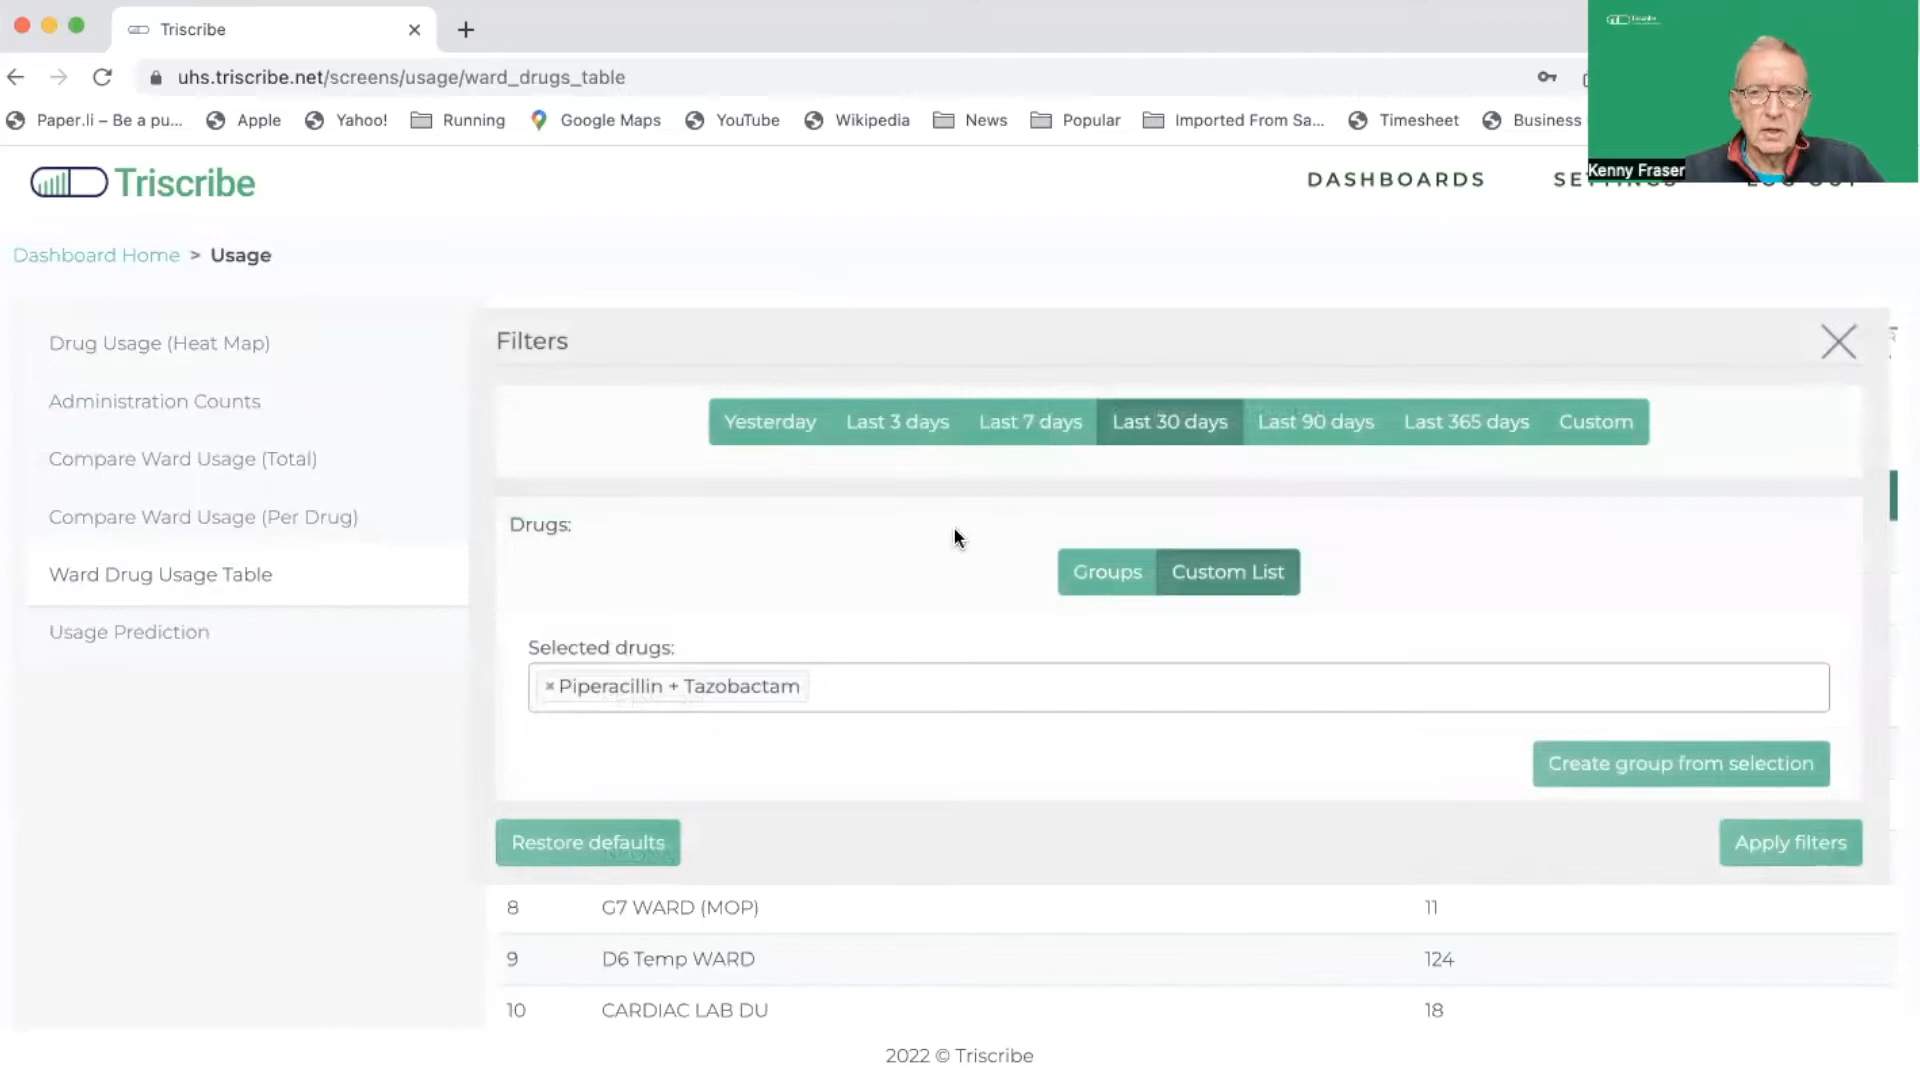 Triscribe
uhs.triscribe.net/screens/usage/ward_drugs_table
Paper.li – Be a pu... Apple Yahoo! Running Google Maps YouTube Wikipedia News Popular Imported From Sa... Timesheet Business
Kenny Fraser
Triscribe
DASHBOARDS
Dashboard Home > Usage
Drug Usage (Heat Map)
Administration Counts
Compare Ward Usage (Total)
Compare Ward Usage (Per Drug)
Ward Drug Usage Table
Usage Prediction
Filters
Yesterday Last 3 days Last 7 days Last 30 days Last 90 days Last 365 days Custom
Drugs:
Groups Custom List
Selected drugs:
× Piperacillin + Tazobactam
Create group from selection
Restore defaults Apply filters
8 G7 WARD (MOP) 11
9 D6 Temp WARD 124
10 CARDIAC LAB DU 18
2022 © Triscribe